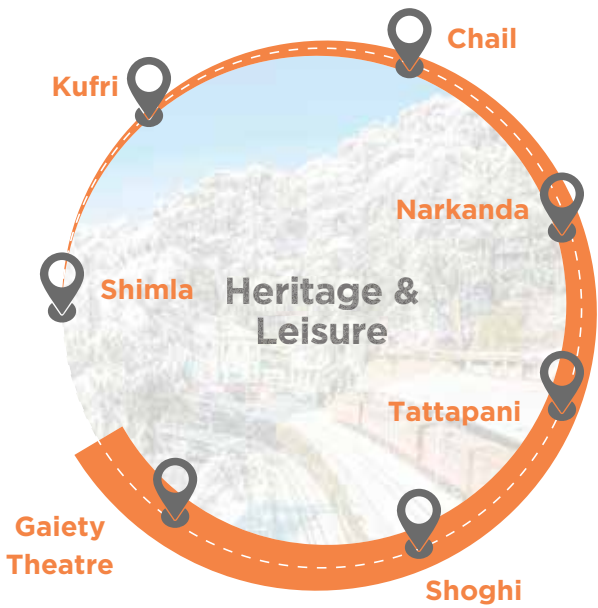 Chail
Kufri
Narkanda
Shimla
Heritage &
Leisure
Tattapani
Gaiety
Theatre
Shoghi